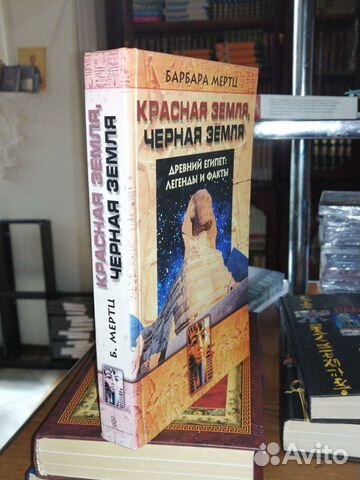 БАРБАРА МЕРТЦ
КРАСНАЯ ЗЕМЛЯ,
ЧЕРНАЯ ЗЕМЛЯ
ДРЕВНИЙ ЕГИПЕТ:
ЛЕГЕНДЫ И ФАКТЫ
КРАСНАЯ ЗЕМЛЯ,
ЧЕРНАЯ ЗЕМЛЯ
Б. МЕРТЦ
Avito